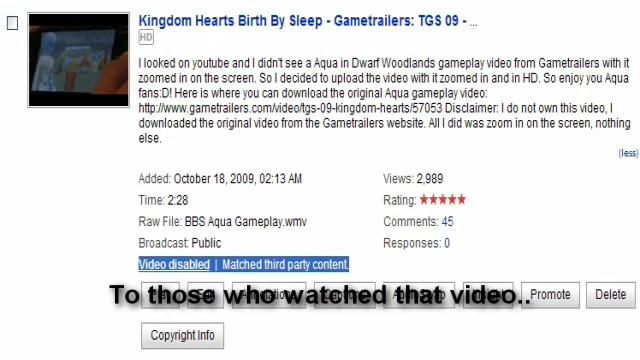 Kingdom Hearts Birth By Sleep - Gametrailers: TGS 09 - ...
HD
I looked on youtube and I didn't see a Aqua in Dwarf Woodlands gameplay video from Gametrailers with it
zoomed in on the screen. So I decided to upload the video with it zoomed in and in HD. So enjoy you Aqua
fans:D! Here is where you can download the original Aqua gameplay video:
http://www.gametrailers.com/video/tgs-09-kingdom-hearts/57053 Disclaimer: I do not own this video, I
downloaded the original video from the Gametrailers website. All I did was zoom in on the screen, nothing
else.
(less)
Added: October 18, 2009, 02:13 AM
Views: 2,989
Time: 2:28
Rating:
Raw File: BBS Aqua Gameplay.wmv
Comments: 45
Broadcast: Public
Responses: 0
Video disabled | Matched third party content.
To those who watched that video..
Promote
Delete
Copyright Info